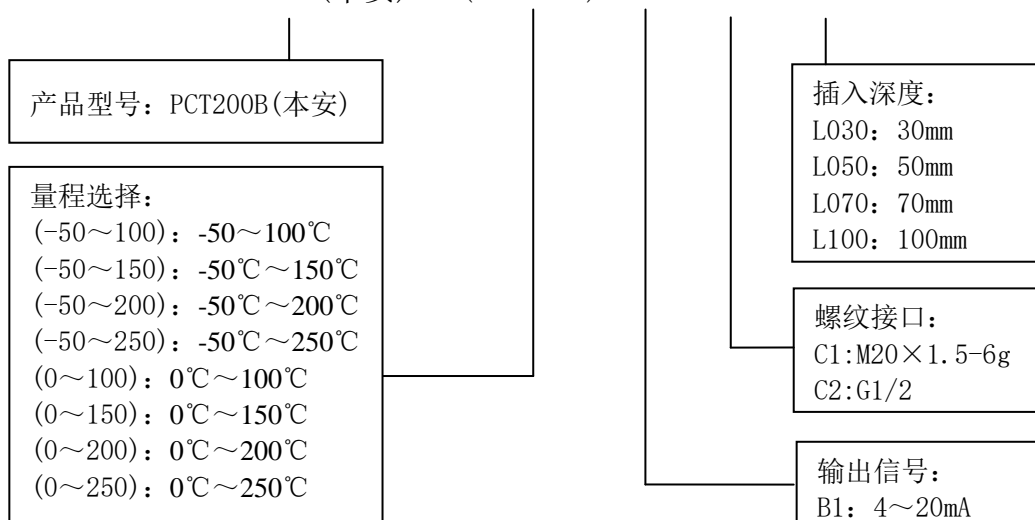 产品型号: PCT200B(本安)
量程选择:
(-50～100): -50～100℃
(-50～150): -50℃～150℃
(-50～200): -50℃～200℃
(-50～250): -50℃～250℃
(0～100): 0℃～100℃
(0～150): 0℃～150℃
(0～200): 0℃～200℃
(0～250): 0℃～250℃
插入深度:
L030: 30mm
L050: 50mm
L070: 70mm
L100: 100mm
螺纹接口:
C1:M20×1.5-6g
C2:G1/2
输出信号:
B1: 4～20mA